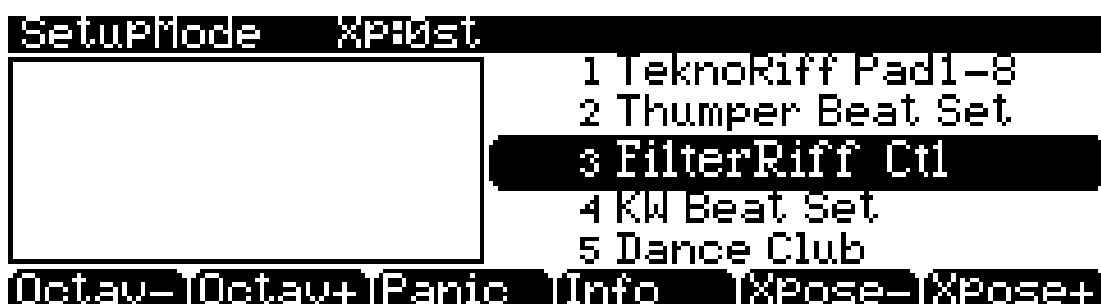 SetupMode Xp:0st
1 TeknoRiff Pad1-8
2 Thumper Beat Set
3 FilterRiff Ctl
4 KW Beat Set
5 Dance Club
Octav- Octav+ Panic Info Xpose- Xpose+